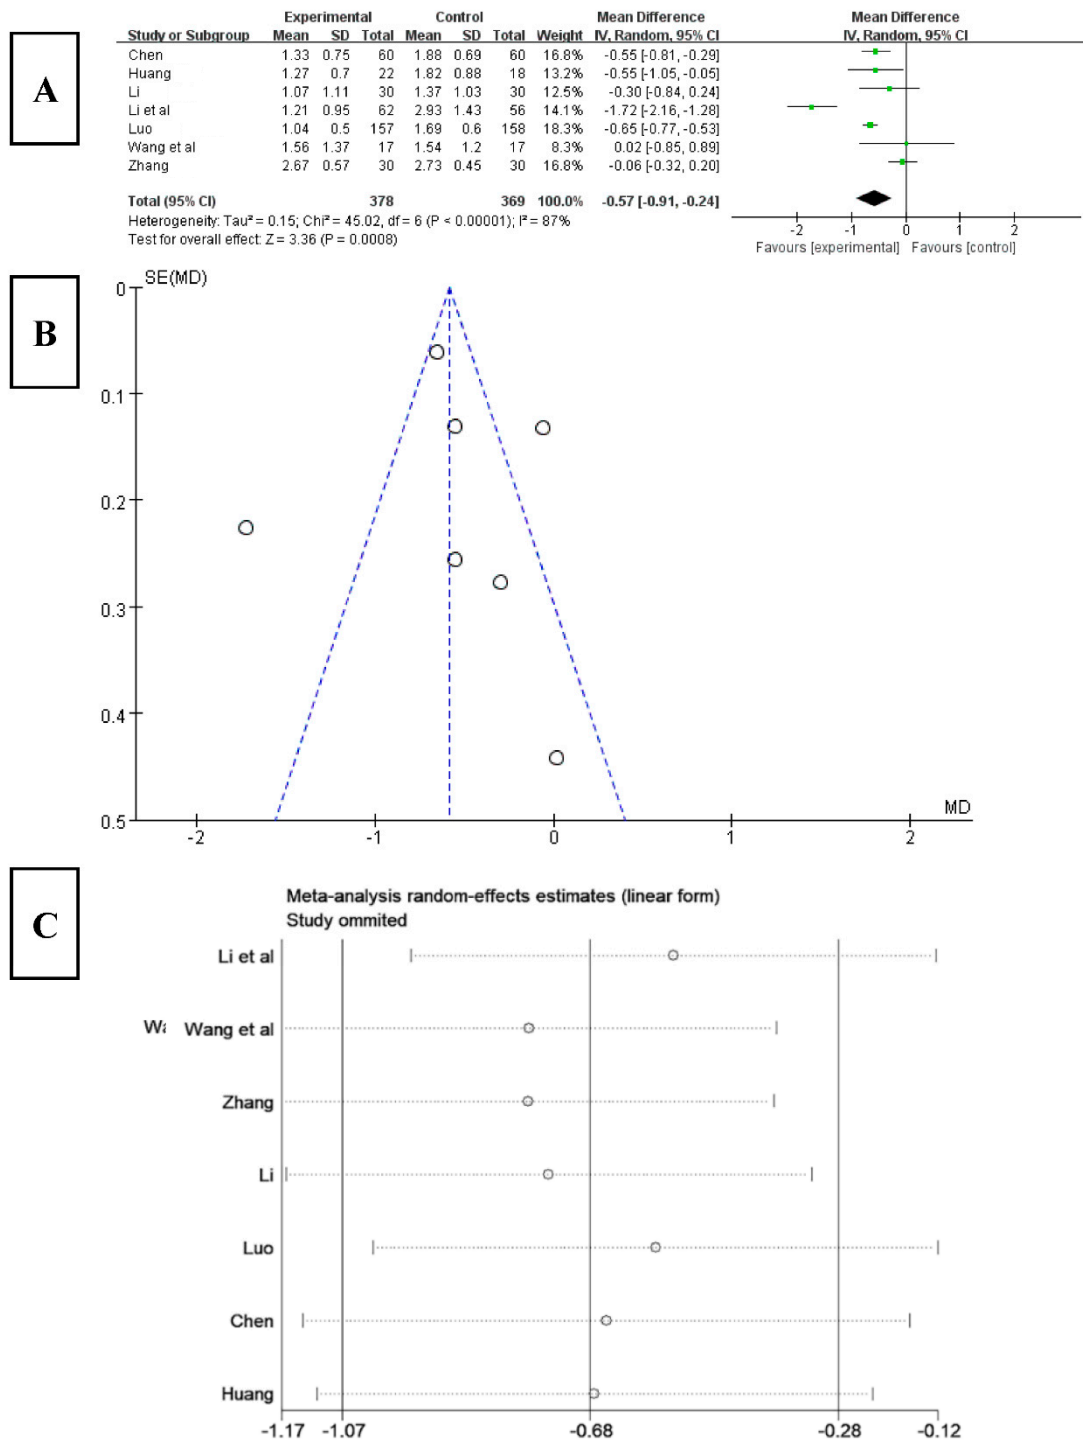 A
Experimental Control Mean Difference Mean Difference
Study or Subgroup Mean SD Total Mean SD Total Weight IV, Random, 95% CI IV, Random, 95% CI
Chen 1.33 0.75 60 1.88 0.69 60 16.8% -0.55 [-0.81, -0.29]
Huang 1.27 0.7 22 1.82 0.88 18 13.2% -0.55 [-1.05, -0.05]
Li 1.07 1.11 30 1.37 1.03 30 12.5% -0.30 [-0.84, 0.24]
Li et al 1.21 0.95 62 2.93 1.43 56 14.1% -1.72 [-2.16, -1.28]
Luo 1.04 0.5 157 1.69 0.6 158 18.3% -0.65 [-0.77, -0.53]
Wang et al 1.56 1.37 17 1.54 1.2 17 8.3% 0.02 [-0.85, 0.89]
Zhang 2.67 0.57 30 2.73 0.45 30 16.8% -0.06 [-0.32, 0.20]
Total (95% CI) 378 369 100.0% -0.57 [-0.91, -0.24]
Heterogeneity: Tau² = 0.15; Chi² = 45.02, df = 6 (P < 0.00001); I² = 87%
Test for overall effect: Z = 3.36 (P = 0.0008)
-2 -1 0 1 2
Favours [experimental] Favours [control]
B
SE(MD)
0
0.1
0.2
0.3
0.4
0.5
MD
-2 -1 0 1 2
C
Meta-analysis random-effects estimates (linear form)
Study ommited
Li et al
Wang et al
Zhang
Li
Luo
Chen
Huang
-1.17 -1.07 -0.68 -0.28 -0.12